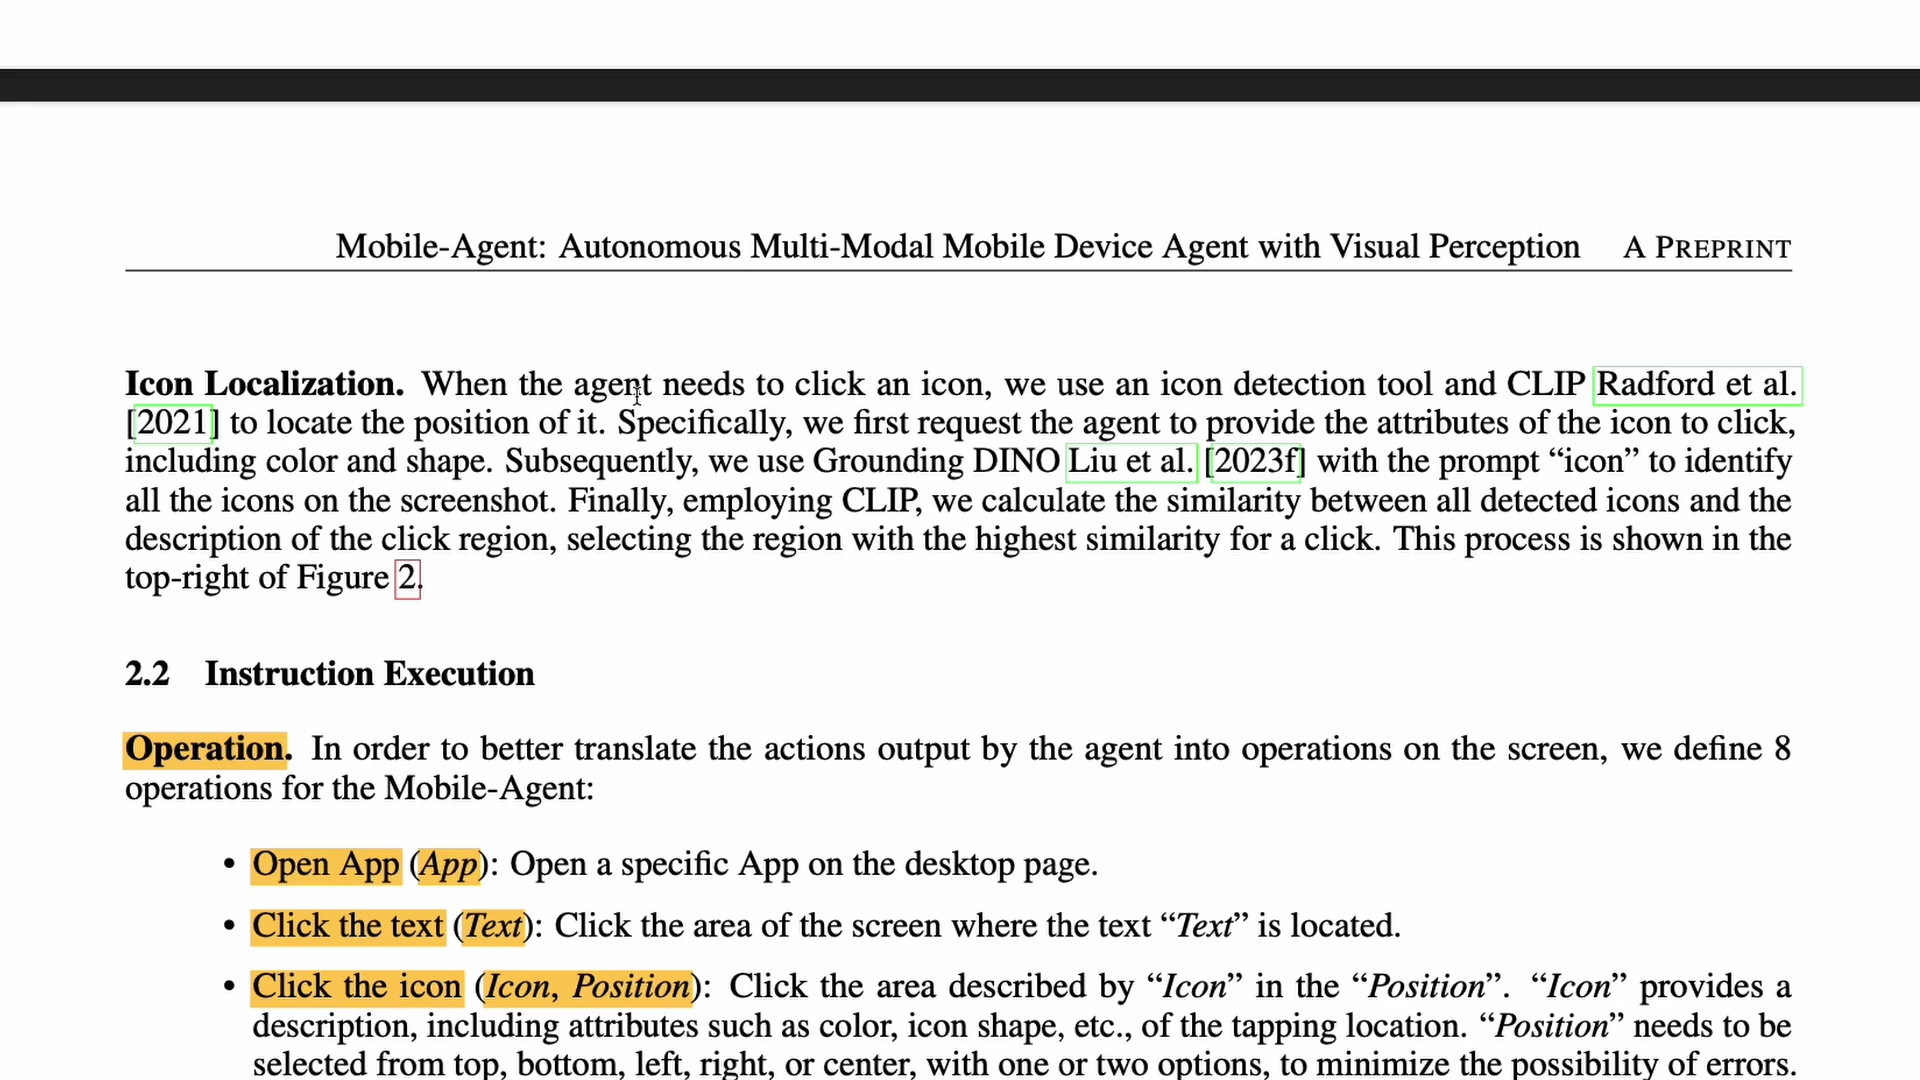 Mobile-Agent: Autonomous Multi-Modal Mobile Device Agent with Visual Perception A PREPRINT
Icon Localization. When the agent needs to click an icon, we use an icon detection tool and CLIP Radford et al.
[2021] to locate the position of it. Specifically, we first request the agent to provide the attributes of the icon to click,
including color and shape. Subsequently, we use Grounding DINO Liu et al. [2023f] with the prompt “icon” to identify
all the icons on the screenshot. Finally, employing CLIP, we calculate the similarity between all detected icons and the
description of the click region, selecting the region with the highest similarity for a click. This process is shown in the
top-right of Figure 2.
2.2 Instruction Execution
Operation. In order to better translate the actions output by the agent into operations on the screen, we define 8
operations for the Mobile-Agent:
• Open App (App): Open a specific App on the desktop page.
• Click the text (Text): Click the area of the screen where the text “Text” is located.
• Click the icon (Icon, Position): Click the area described by “Icon” in the “Position”. “Icon” provides a
description, including attributes such as color, icon shape, etc., of the tapping location. “Position” needs to be
selected from top, bottom, left, right, or center, with one or two options, to minimize the possibility of errors.